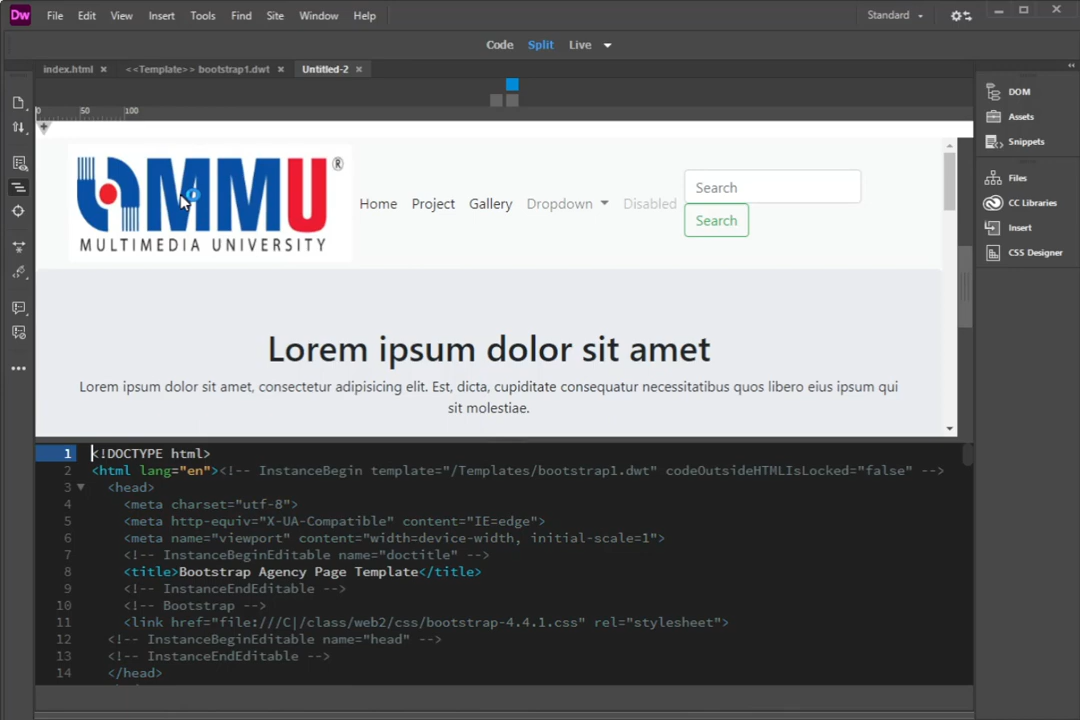 Dw File Edit View Insert Tools Find Site Window Help Standard
Code Split Live
index.html × <<Template>> bootstrap1.dwt × Untitled-2 ×
0 50 100
MMU ®
MULTIMEDIA UNIVERSITY
Home Project Gallery Dropdown Disabled
Search
Search
Lorem ipsum dolor sit amet
Lorem ipsum dolor sit amet, consectetur adipisicing elit. Est, dicta, cupiditate consequatur necessitatibus quos libero eius ipsum qui
sit molestiae.
DOM
Assets
Snippets
Files
CC Libraries
Insert
CSS Designer
1 <!DOCTYPE html>
2 <html lang="en"><!-- InstanceBegin template="/Templates/bootstrap1.dwt" codeOutsideHTMLIsLocked="false" -->
3 <head>
4 <meta charset="utf-8">
5 <meta http-equiv="X-UA-Compatible" content="IE=edge">
6 <meta name="viewport" content="width=device-width, initial-scale=1">
7 <!-- InstanceBeginEditable name="doctitle" -->
8 <title>Bootstrap Agency Page Template</title>
9 <!-- InstanceEndEditable -->
10 <!-- Bootstrap -->
11 <link href="file:///C|/class/web2/css/bootstrap-4.4.1.css" rel="stylesheet">
12 <!-- InstanceBeginEditable name="head" -->
13 <!-- InstanceEndEditable -->
14 </head>